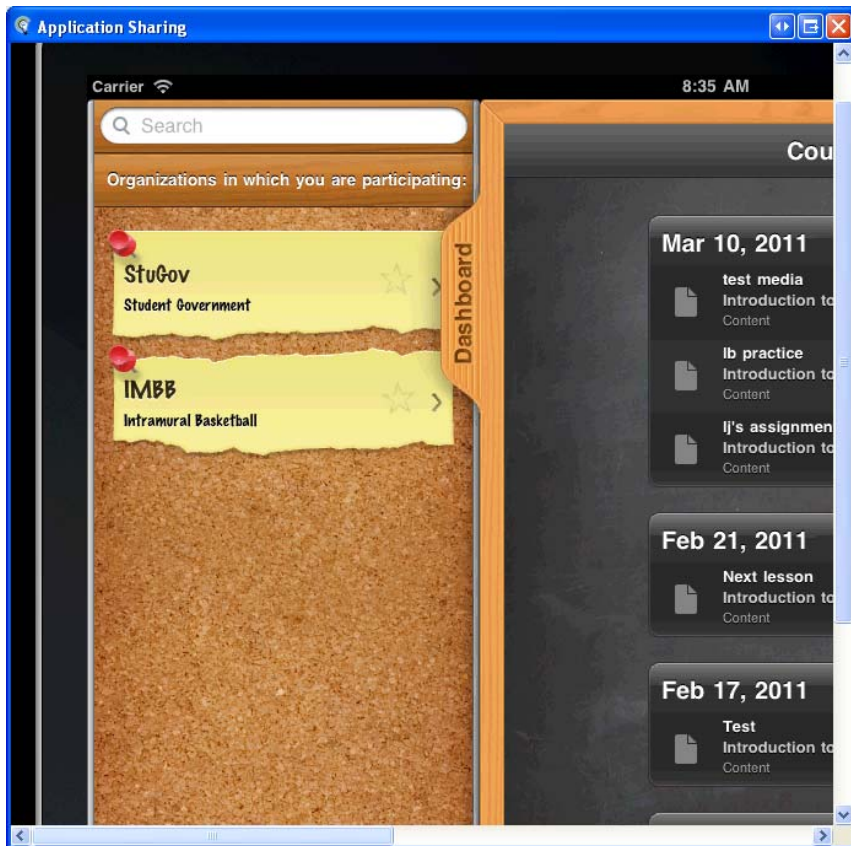 Application Sharing
Carrier
8:35 AM
Search
Organizations in which you are participating:
StuGov
Student Government
IMBB
Intramural Basketball
Dashboard
Cou
Mar 10, 2011
test media
Introduction to
Content
lb practice
Introduction to
Content
lj's assignmen
Introduction to
Content
Feb 21, 2011
Next lesson
Introduction to
Content
Feb 17, 2011
Test
Introduction to
Content